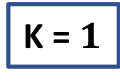 K = 1